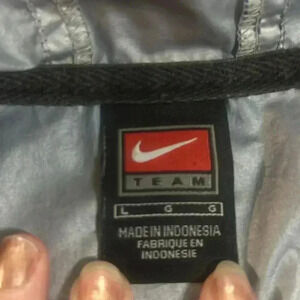 TEAM
L G G
MADE IN INDONESIA
FABRIQUE EN
INDONESIE